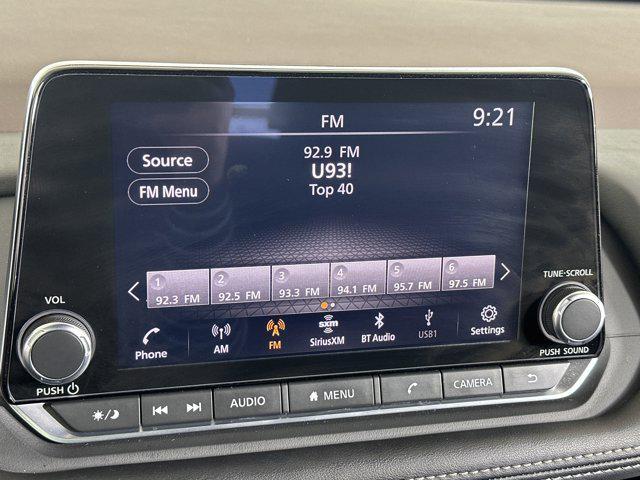 FM
9:21
Source
92.9 FM
U93!
FM Menu
Top 40
1 2 3 4 5 6
92.3 FM 92.5 FM 93.3 FM 94.1 FM 95.7 FM 97.5 FM
VOL
TUNE·SCROLL
Phone AM FM sxm SiriusXM BT Audio USB1 Settings
PUSH
PUSH SOUND
AUDIO MENU CAMERA